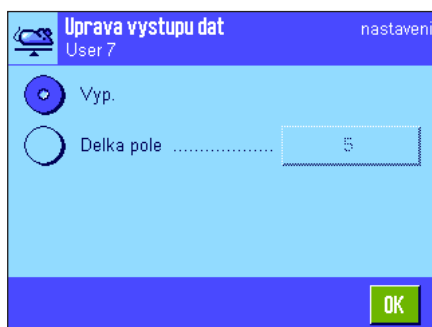 Uprava vystupu dat
nastaveni
User 7
Vyp.
Delka pole ................... 5
OK